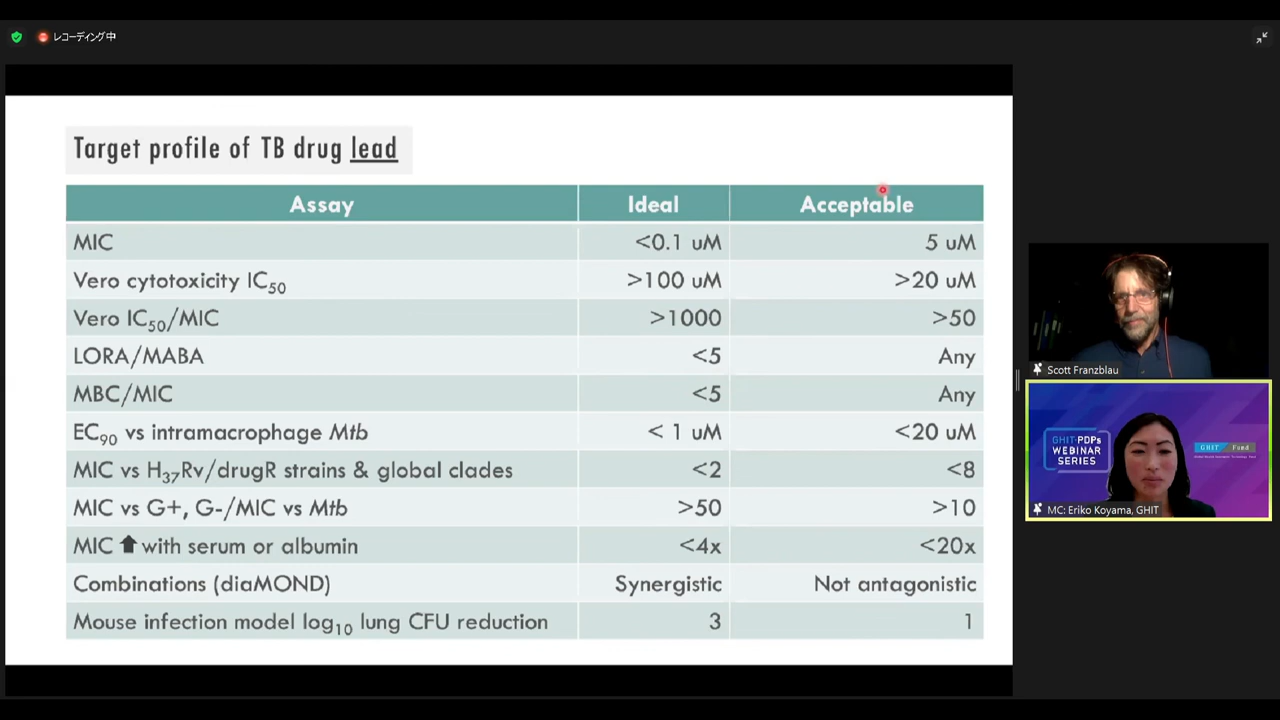 レコーディング中
Target profile of TB drug lead
Assay Ideal Acceptable
MIC <0.1 uM 5 uM
Vero cytotoxicity IC50 >100 uM >20 uM
Vero IC50/MIC >1000 >50
LORA/MABA <5 Any
MBC/MIC <5 Any
EC90 vs intramacrophage Mtb < 1 uM <20 uM
MIC vs H37Rv/drugR strains & global clades <2 <8
MIC vs G+, G-/MIC vs Mtb >50 >10
MIC ⬆ with serum or albumin <4x <20x
Combinations (diaMOND) Synergistic Not antagonistic
Mouse infection model log10 lung CFU reduction 3 1
Scott Franzblau
GHIT·PDPs
WEBINAR
SERIES
GHIT Fund
MC: Eriko Koyama, GHIT